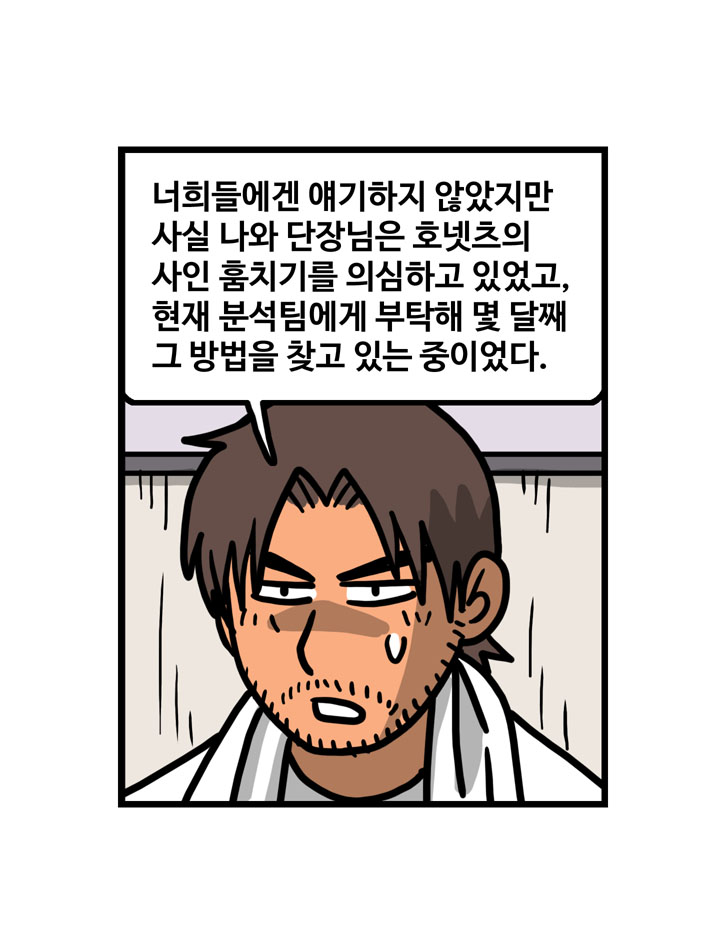 너희들에겐 얘기하지 않았지만
사실 나와 단장님은 호넷츠의
사인 훔치기를 의심하고 있었고,
현재 분석팀에게 부탁해 몇 달째
그 방법을 찾고 있는 중이었다.